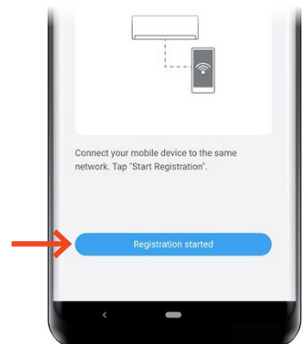 Connect your mobile device to the same
network. Tap "Start Registration".
Registration started